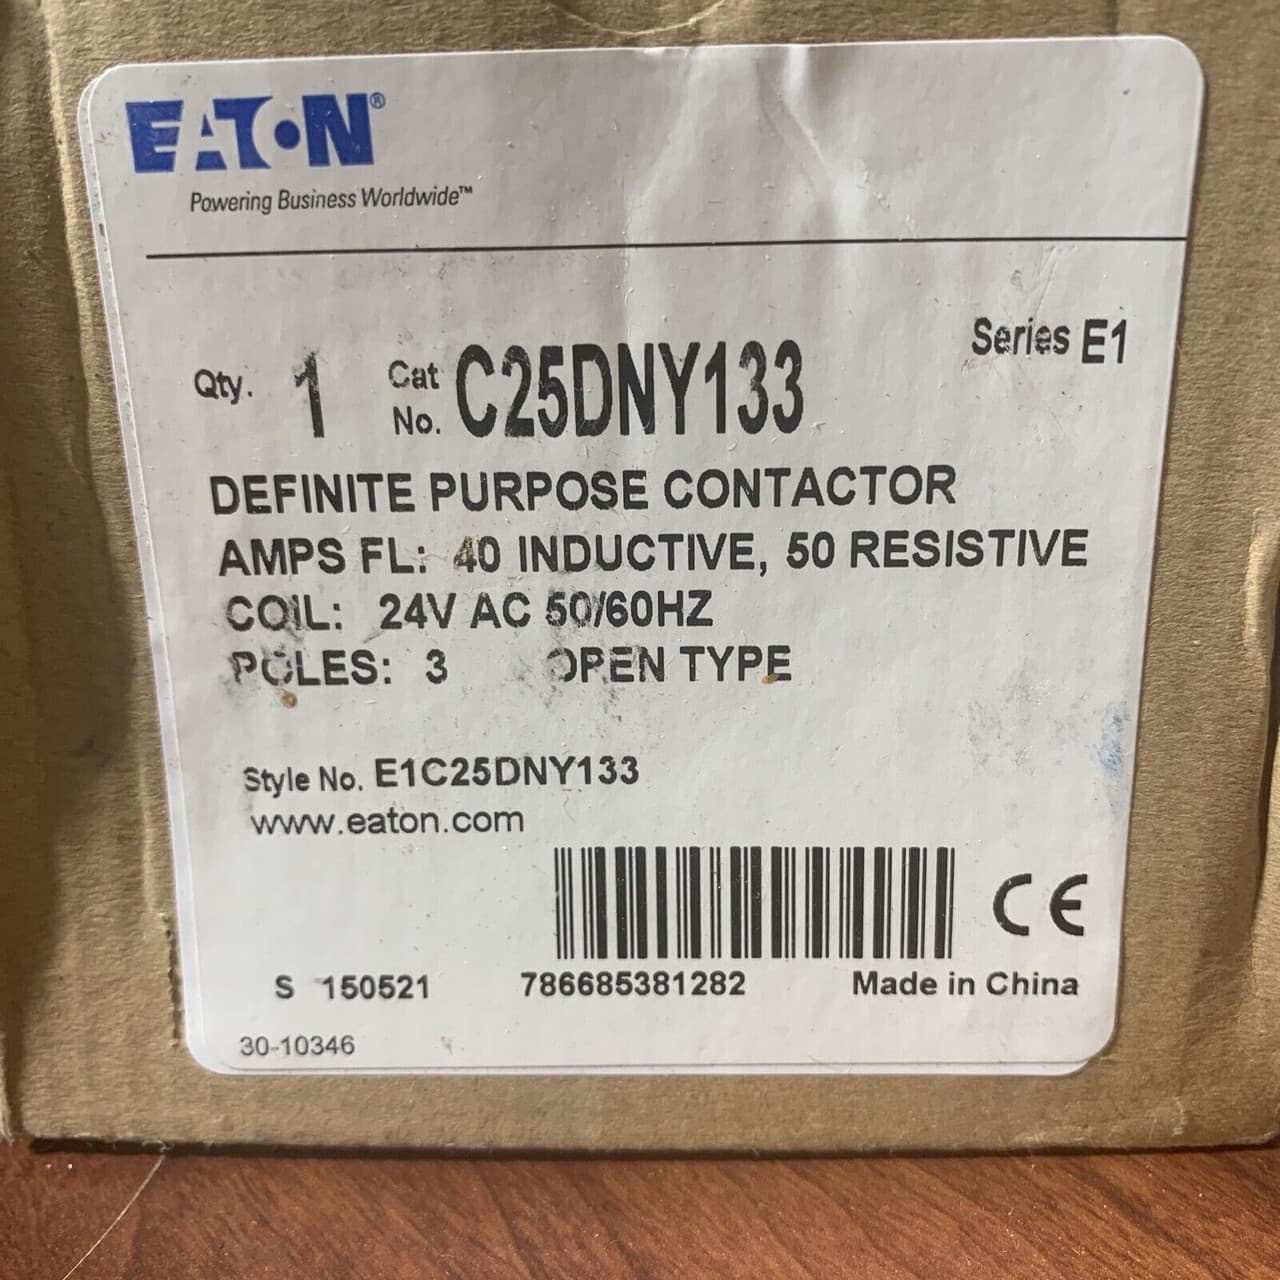 EATON®
Powering Business Worldwide™
Series E1
Qty. 1 Cat No. C25DNY133
DEFINITE PURPOSE CONTACTOR
AMPS FL: 40 INDUCTIVE, 50 RESISTIVE
COIL: 24V AC 50/60HZ
POLES: 3 OPEN TYPE
Style No. E1C25DNY133
www.eaton.com
CE
S 150521 786685381282 Made in China
30-10346